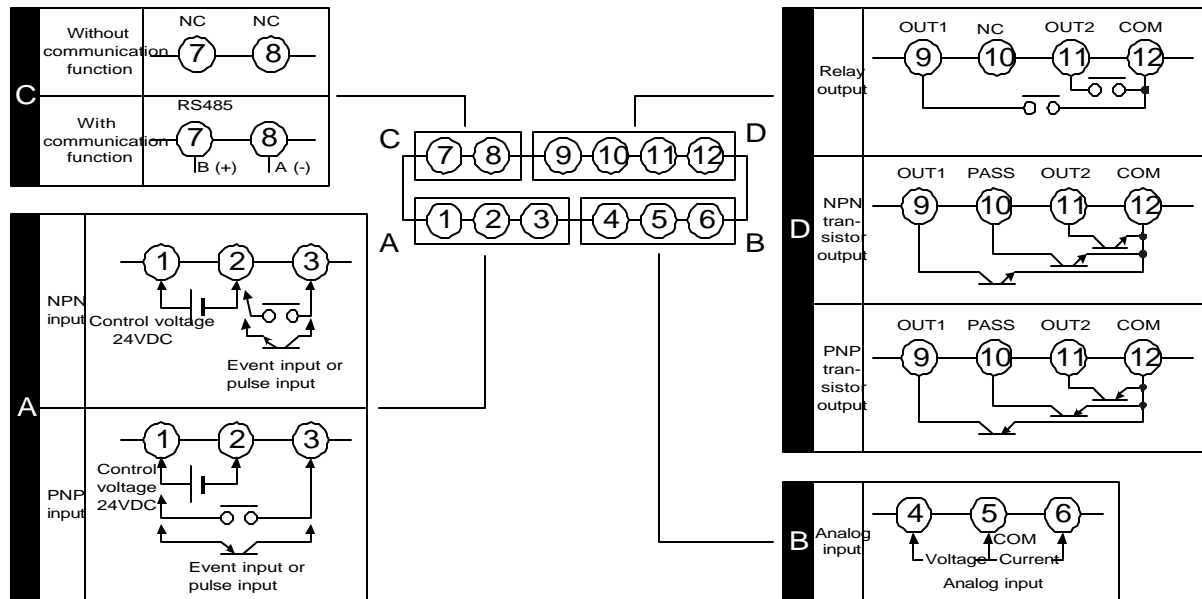 C
Without
communication
function
NC NC
7 8
With
communication
function
RS485
7 8
B (+) A (-)
C D
7 8 9 10 11 12
1 2 3 4 5 6
A B
A
NPN
input
1 2 3
Control voltage
24VDC
Event input or
pulse input
PNP
input
1 2 3
Control
voltage
24VDC
Event input or
pulse input
D
Relay
output
OUT1 NC OUT2 COM
9 10 11 12
NPN
tran-
sistor
output
OUT1 PASS OUT2 COM
9 10 11 12
PNP
tran-
sistor
output
OUT1 PASS OUT2 COM
9 10 11 12
B
Analog
input
4 5 6
COM
Voltage Current
Analog input